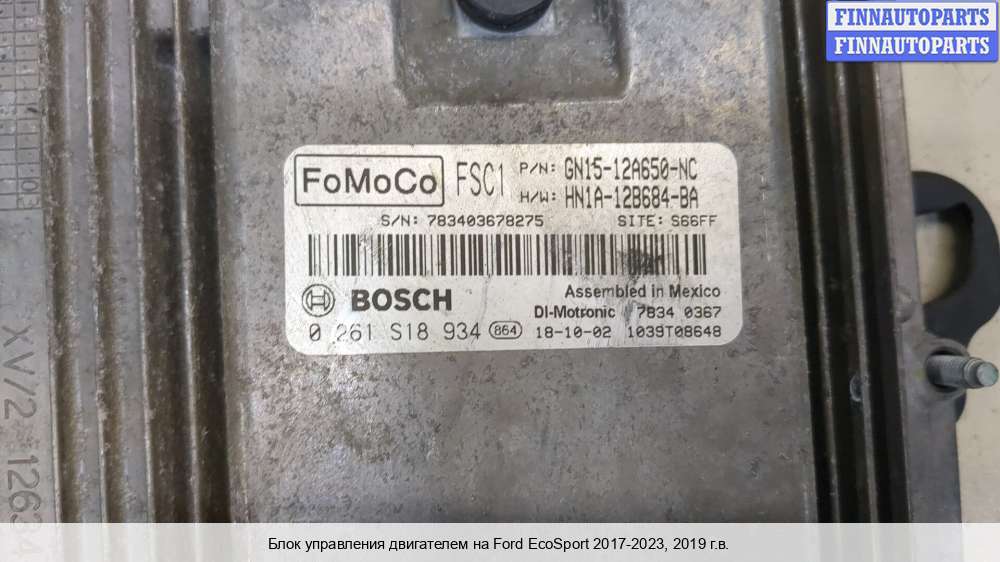 FINNAUTOPARTS
FINNAUTOPARTS
FoMoCo FSC1 P/N: GN15-12A650-NC
H/W: HN1A-12B684-BA
S/N: 783403678275 SITE: S66FF
BOSCH Assembled in Mexico
DI-Motronic 7834 0367
0 261 S18 934 864 18-10-02 1039T08648
XV/2 1263
Блок управления двигателем на Ford EcoSport 2017-2023, 2019 г.в.